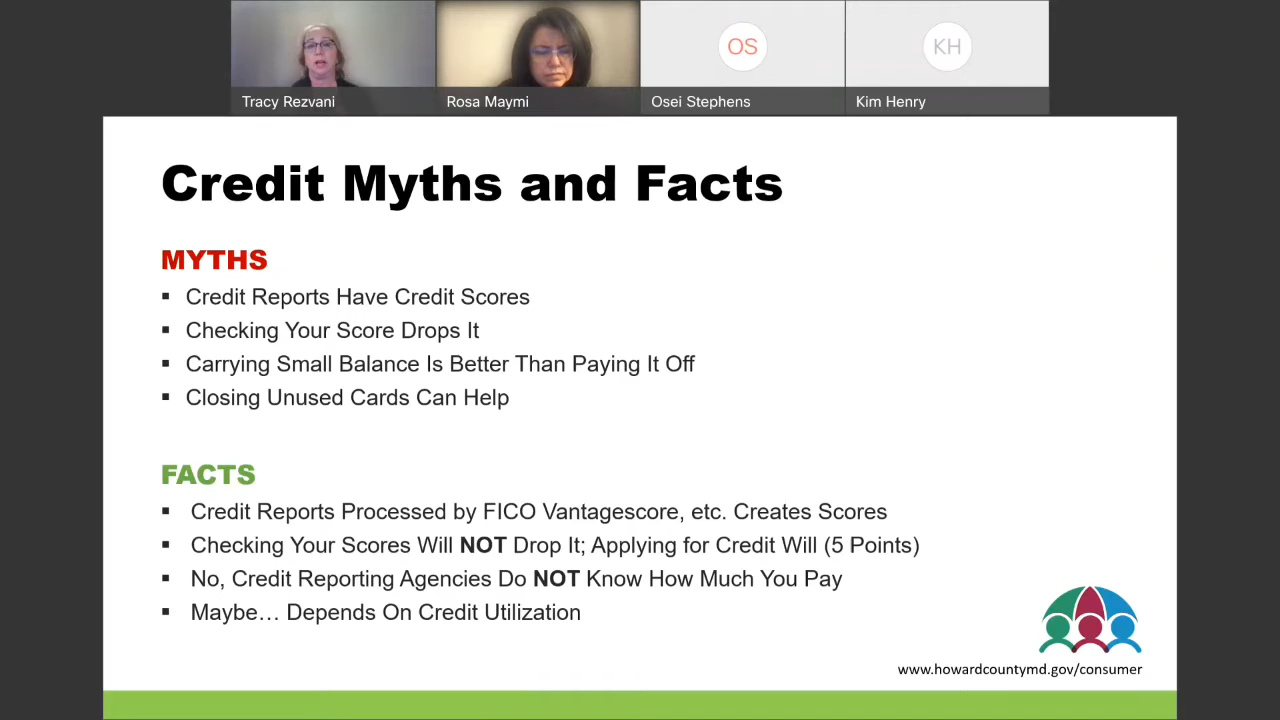 OS
KH
Tracy Rezvani
Rosa Maymi
Osei Stephens
Kim Henry
Credit Myths and Facts
MYTHS
▪ Credit Reports Have Credit Scores
▪ Checking Your Score Drops It
▪ Carrying Small Balance Is Better Than Paying It Off
▪ Closing Unused Cards Can Help
FACTS
▪ Credit Reports Processed by FICO Vantagescore, etc. Creates Scores
▪ Checking Your Scores Will NOT Drop It; Applying for Credit Will (5 Points)
▪ No, Credit Reporting Agencies Do NOT Know How Much You Pay
▪ Maybe… Depends On Credit Utilization
www.howardcountymd.gov/consumer